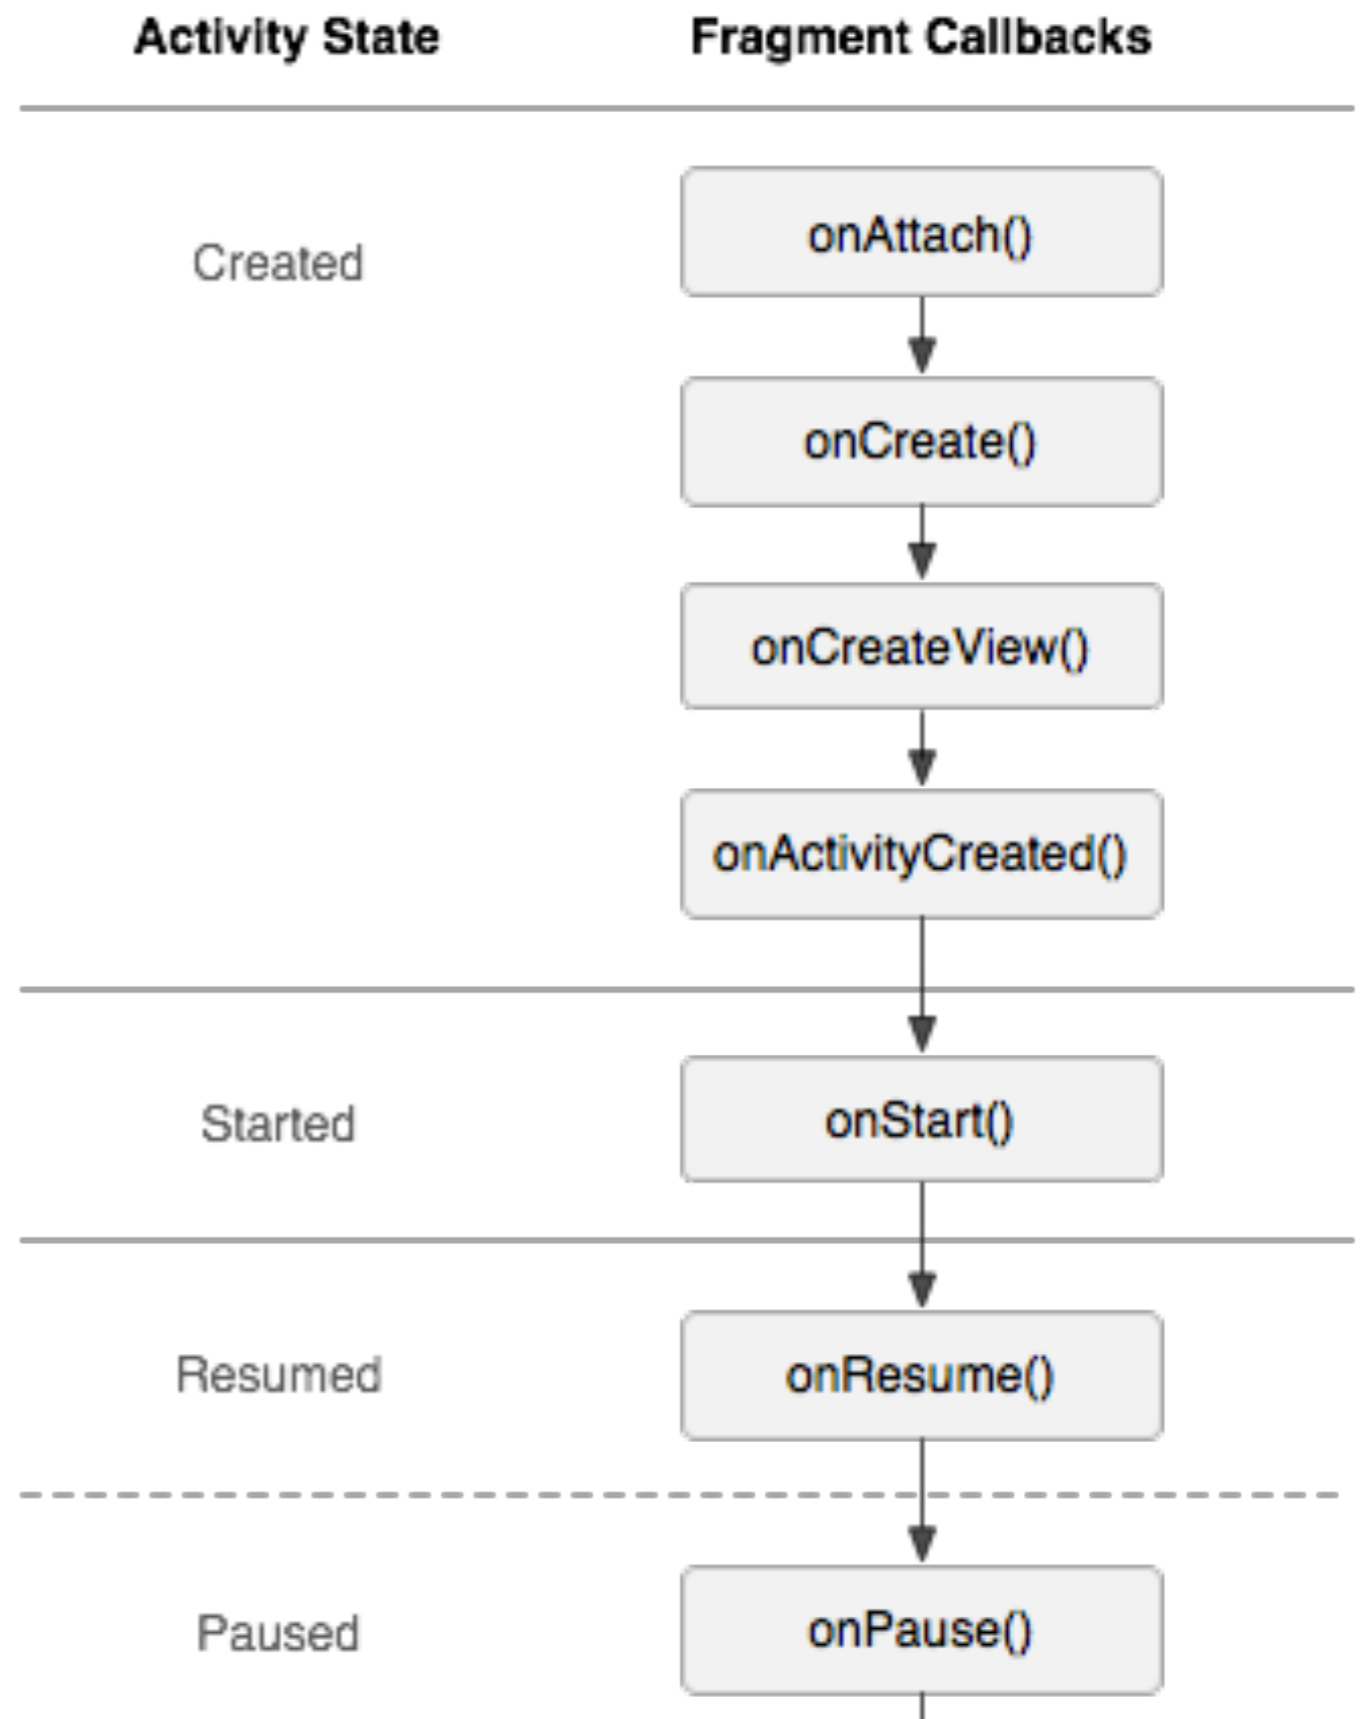 Activity State Fragment Callbacks
Created
onAttach()
onCreate()
onCreateView()
onActivityCreated()
Started
onStart()
Resumed
onResume()
Paused
onPause()